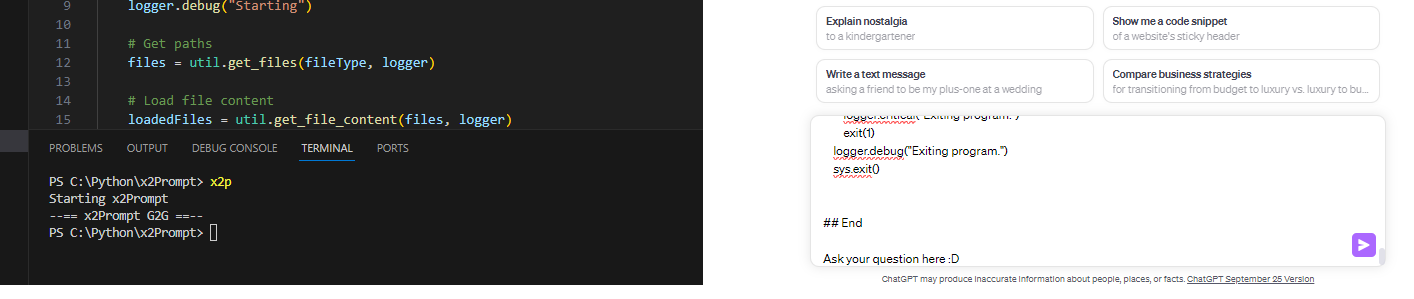 9 logger.debug("Starting")
10
11 # Get paths
12 files = util.get_files(fileType, logger)
13
14 # Load file content
15 loadedFiles = util.get_file_content(files, logger)
PROBLEMS OUTPUT DEBUG CONSOLE TERMINAL PORTS
PS C:\Python\x2Prompt> x2p
Starting x2Prompt
--== x2Prompt G2G ==--
PS C:\Python\x2Prompt>
Explain nostalgia
to a kindergartener
Show me a code snippet
of a website's sticky header
Write a text message
asking a friend to be my plus-one at a wedding
Compare business strategies
for transitioning from budget to luxury vs. luxury to bu...
logger.critical("Exiting program.")
exit(1)
logger.debug("Exiting program.")
sys.exit()
## End
Ask your question here :D
ChatGPT may produce inaccurate information about people, places, or facts. ChatGPT September 25 Version